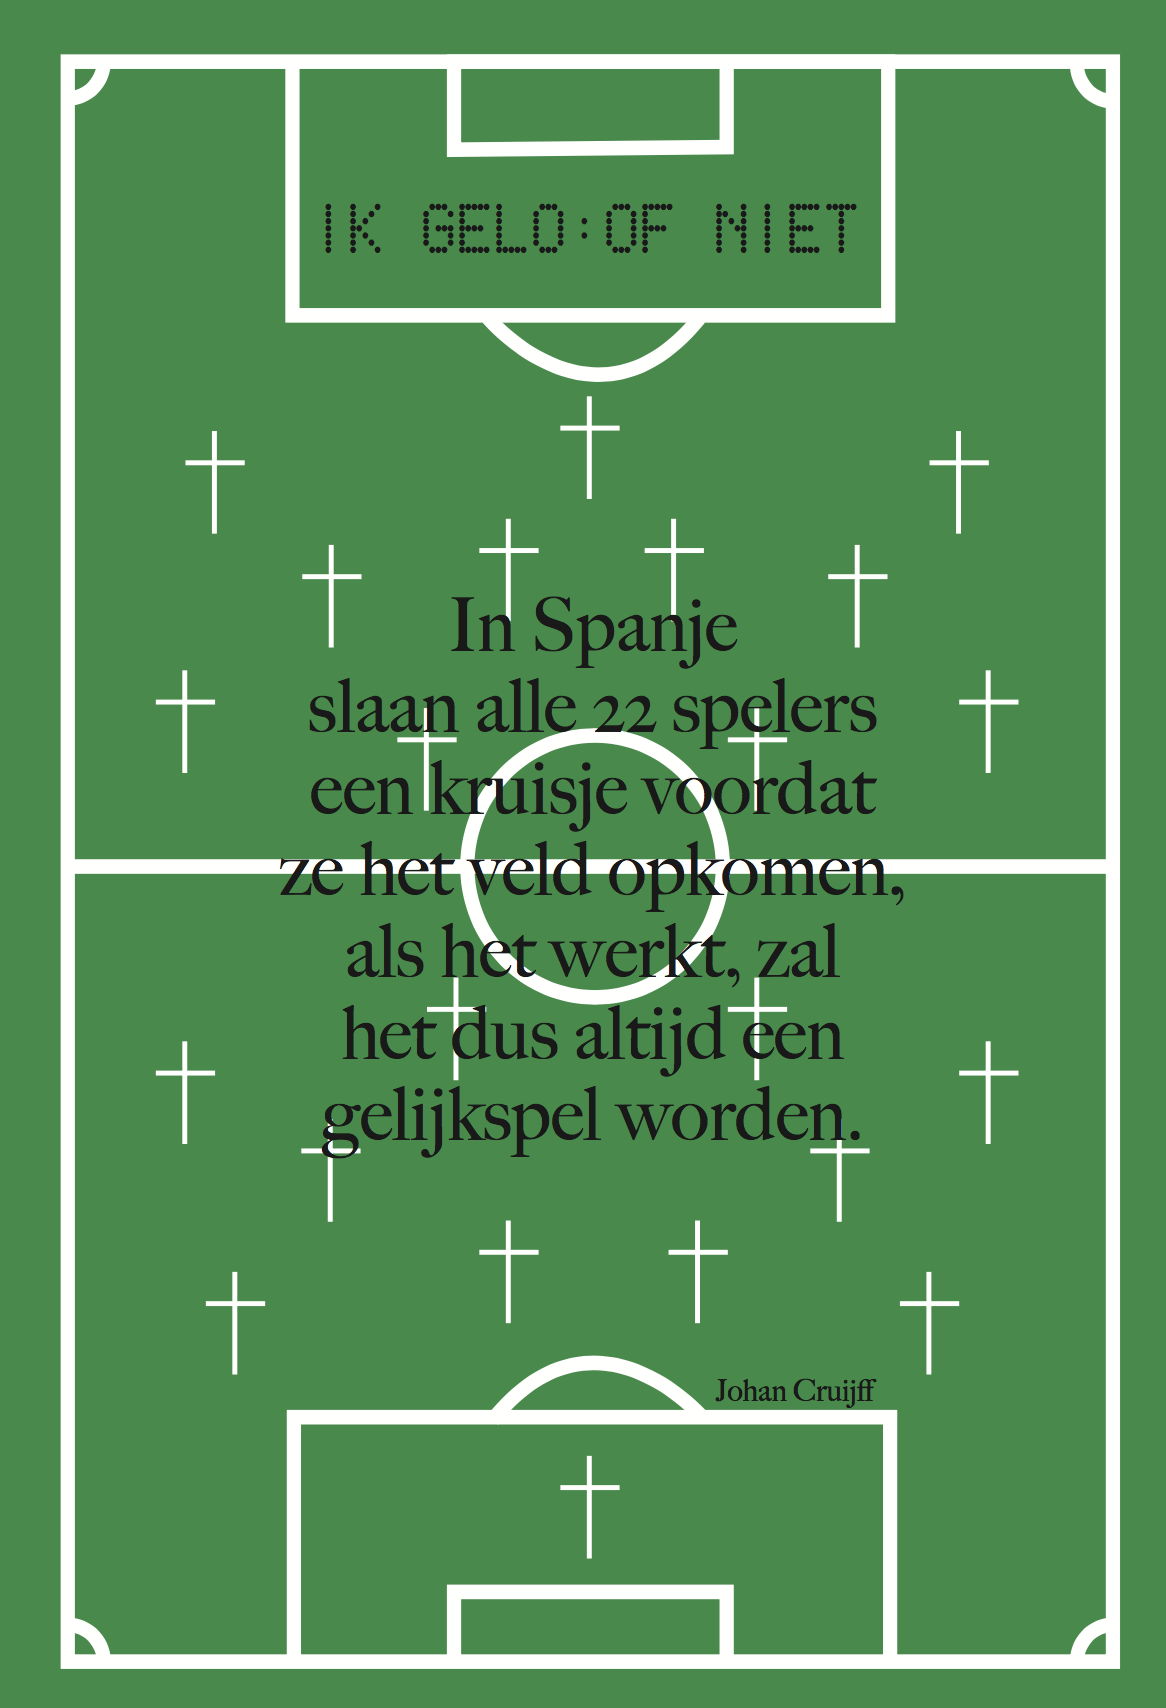 IK GELO:OF NIET
In Spanje
slaan alle 22 spelers
een kruisje voordat
ze het veld opkomen,
als het werkt, zal
het dus altijd een
gelijkspel worden.
Johan Cruijff